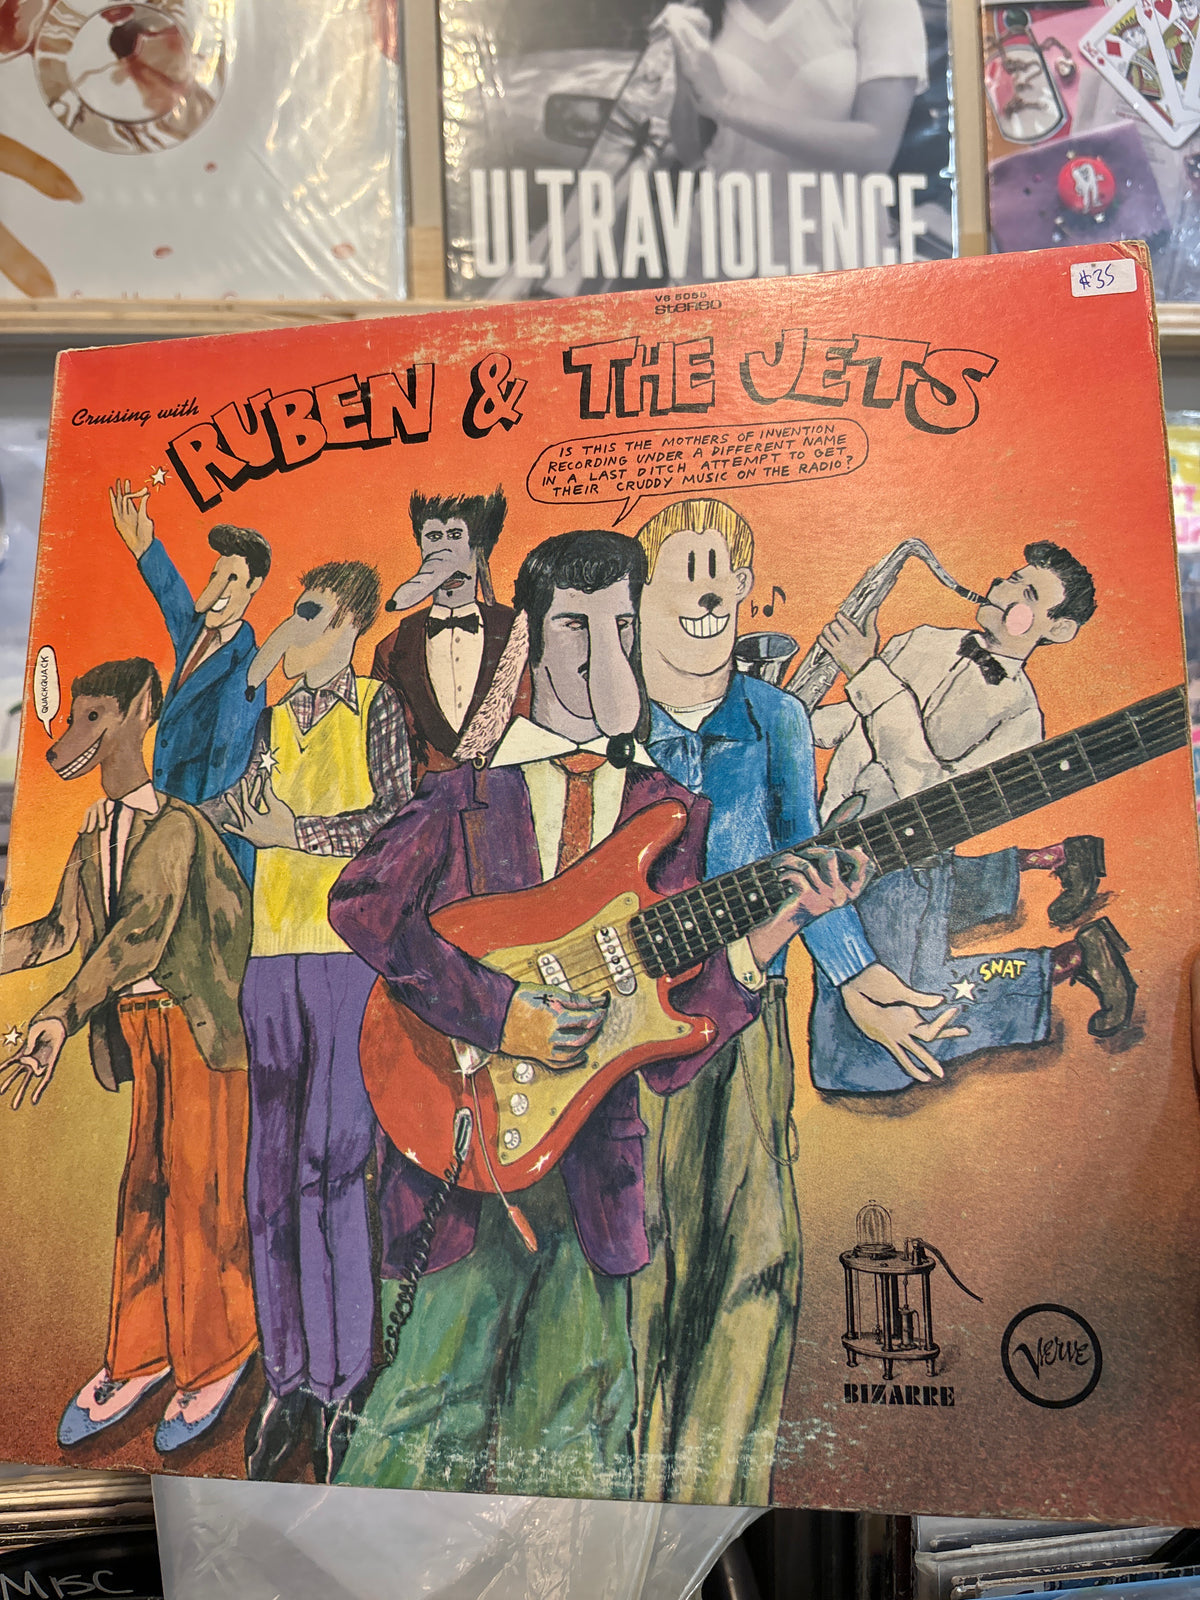 ULTRAVIOLENCE
$35
V6 5055
STEREO
Cruising with
RUBEN & THE JETS
IS THIS THE MOTHERS OF INVENTION
RECORDING UNDER A DIFFERENT NAME
IN A LAST DITCH ATTEMPT TO GET
THEIR CRUDDY MUSIC ON THE RADIO?
QUACKQUACK
SNAT
BIZARRE
Verve
MISC